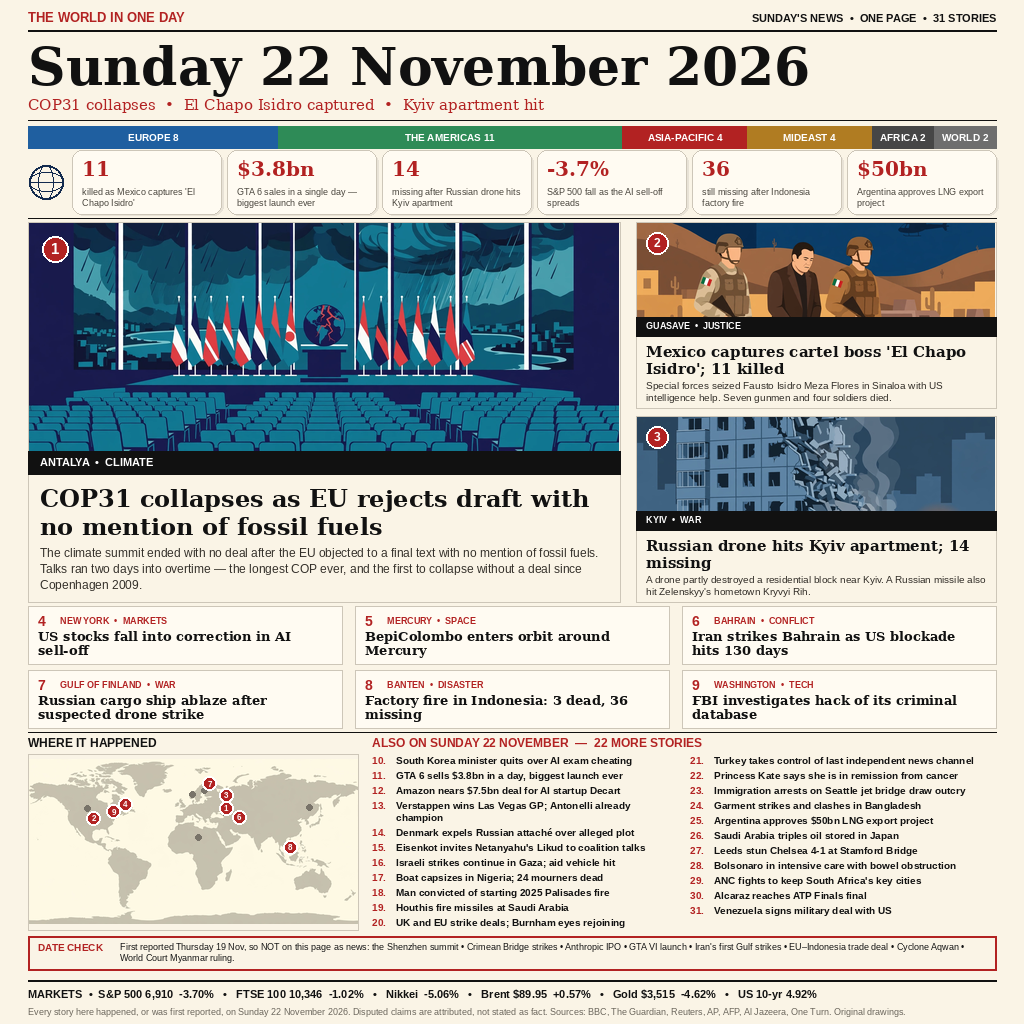 THE WORLD IN ONE DAY
SUNDAY'S NEWS • ONE PAGE • 31 STORIES
Sunday 22 November 2026
COP31 collapses • El Chapo Isidro captured • Kyiv apartment hit
EUROPE 8
THE AMERICAS 11
ASIA-PACIFIC 4
MIDEAST 4
AFRICA 2
WORLD 2
11
killed as Mexico captures 'El
Chapo Isidro'
$3.8bn
GTA 6 sales in a single day —
biggest launch ever
14
missing after Russian drone hits
Kyiv apartment
-3.7%
S&P 500 fall as the AI sell-off
spreads
36
still missing after Indonesia
factory fire
$50bn
Argentina approves LNG export
project
1
ANTALYA • CLIMATE
COP31 collapses as EU rejects draft with
no mention of fossil fuels
The climate summit ended with no deal after the EU objected to a final text with no mention of fossil fuels.
Talks ran two days into overtime — the longest COP ever, and the first to collapse without a deal since
Copenhagen 2009.
2
GUASAVE • JUSTICE
Mexico captures cartel boss 'El Chapo
Isidro'; 11 killed
Special forces seized Fausto Isidro Meza Flores in Sinaloa with US
intelligence help. Seven gunmen and four soldiers died.
3
KYIV • WAR
Russian drone hits Kyiv apartment; 14
missing
A drone partly destroyed a residential block near Kyiv. A Russian missile also
hit Zelenskyy's hometown Kryvyi Rih.
4 NEW YORK • MARKETS
US stocks fall into correction in AI
sell-off
5 MERCURY • SPACE
BepiColombo enters orbit around
Mercury
6 BAHRAIN • CONFLICT
Iran strikes Bahrain as US blockade
hits 130 days
7 GULF OF FINLAND • WAR
Russian cargo ship ablaze after
suspected drone strike
8 BANTEN • DISASTER
Factory fire in Indonesia: 3 dead, 36
missing
9 WASHINGTON • TECH
FBI investigates hack of its criminal
database
WHERE IT HAPPENED
7
3
4
9
2
1
6
8
ALSO ON SUNDAY 22 NOVEMBER — 22 MORE STORIES
10. South Korea minister quits over AI exam cheating
11. GTA 6 sells $3.8bn in a day, biggest launch ever
12. Amazon nears $7.5bn deal for AI startup Decart
13. Verstappen wins Las Vegas GP; Antonelli already
champion
14. Denmark expels Russian attaché over alleged plot
15. Eisenkot invites Netanyahu's Likud to coalition talks
16. Israeli strikes continue in Gaza; aid vehicle hit
17. Boat capsizes in Nigeria; 24 mourners dead
18. Man convicted of starting 2025 Palisades fire
19. Houthis fire missiles at Saudi Arabia
20. UK and EU strike deals; Burnham eyes rejoining
21. Turkey takes control of last independent news channel
22. Princess Kate says she is in remission from cancer
23. Immigration arrests on Seattle jet bridge draw outcry
24. Garment strikes and clashes in Bangladesh
25. Argentina approves $50bn LNG export project
26. Saudi Arabia triples oil stored in Japan
27. Leeds stun Chelsea 4-1 at Stamford Bridge
28. Bolsonaro in intensive care with bowel obstruction
29. ANC fights to keep South Africa's key cities
30. Alcaraz reaches ATP Finals final
31. Venezuela signs military deal with US
DATE CHECK
First reported Thursday 19 Nov, so NOT on this page as news: the Shenzhen summit • Crimean Bridge strikes • Anthropic IPO • GTA VI launch • Iran's first Gulf strikes • EU–Indonesia trade deal • Cyclone Aqwan •
World Court Myanmar ruling.
MARKETS • S&P 500 6,910 -3.70% • FTSE 100 10,346 -1.02% • Nikkei -5.06% • Brent $89.95 +0.57% • Gold $3,515 -4.62% • US 10-yr 4.92%
Every story here happened, or was first reported, on Sunday 22 November 2026. Disputed claims are attributed, not stated as fact. Sources: BBC, The Guardian, Reuters, AP, AFP, Al Jazeera, One Turn. Original drawings.